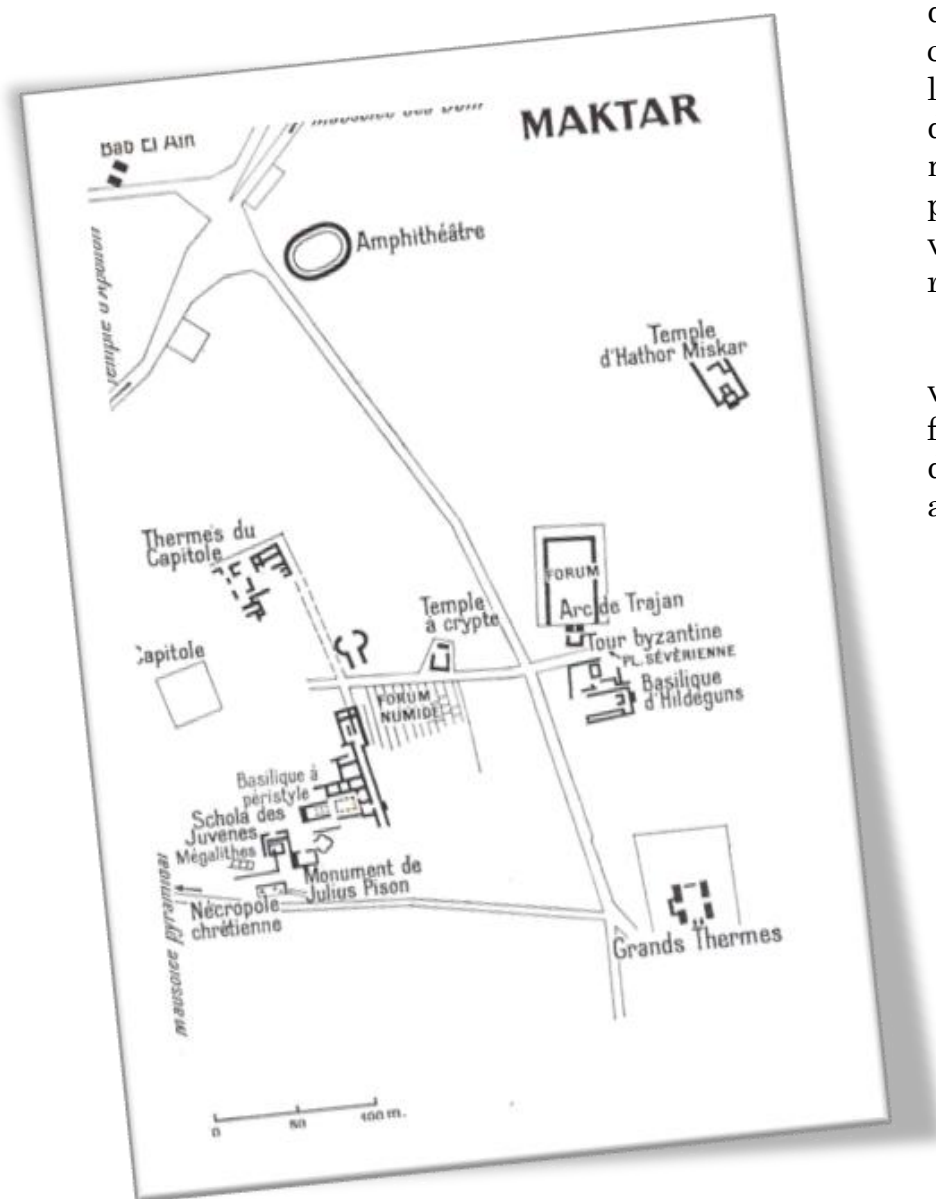 MAKTAR
Bab El Ain
Amphithéâtre
Temple
d'Hathor Miskar
Thermes du
Capitole
Capitole
FORUM
Arc de Trajan
Temple
à crypte
Tour byzantine
PL. SÉVÈRIENNE
Basilique
d'Hildéguns
FORUM
NUMIDE
Basilique à
péristyle
Schola des
Juvenes
Mégalithes
Monument de
Julius Pison
Nécropole
chrétienne
Mausolée pyramidal
Grands Thermes
0 50 100 m.